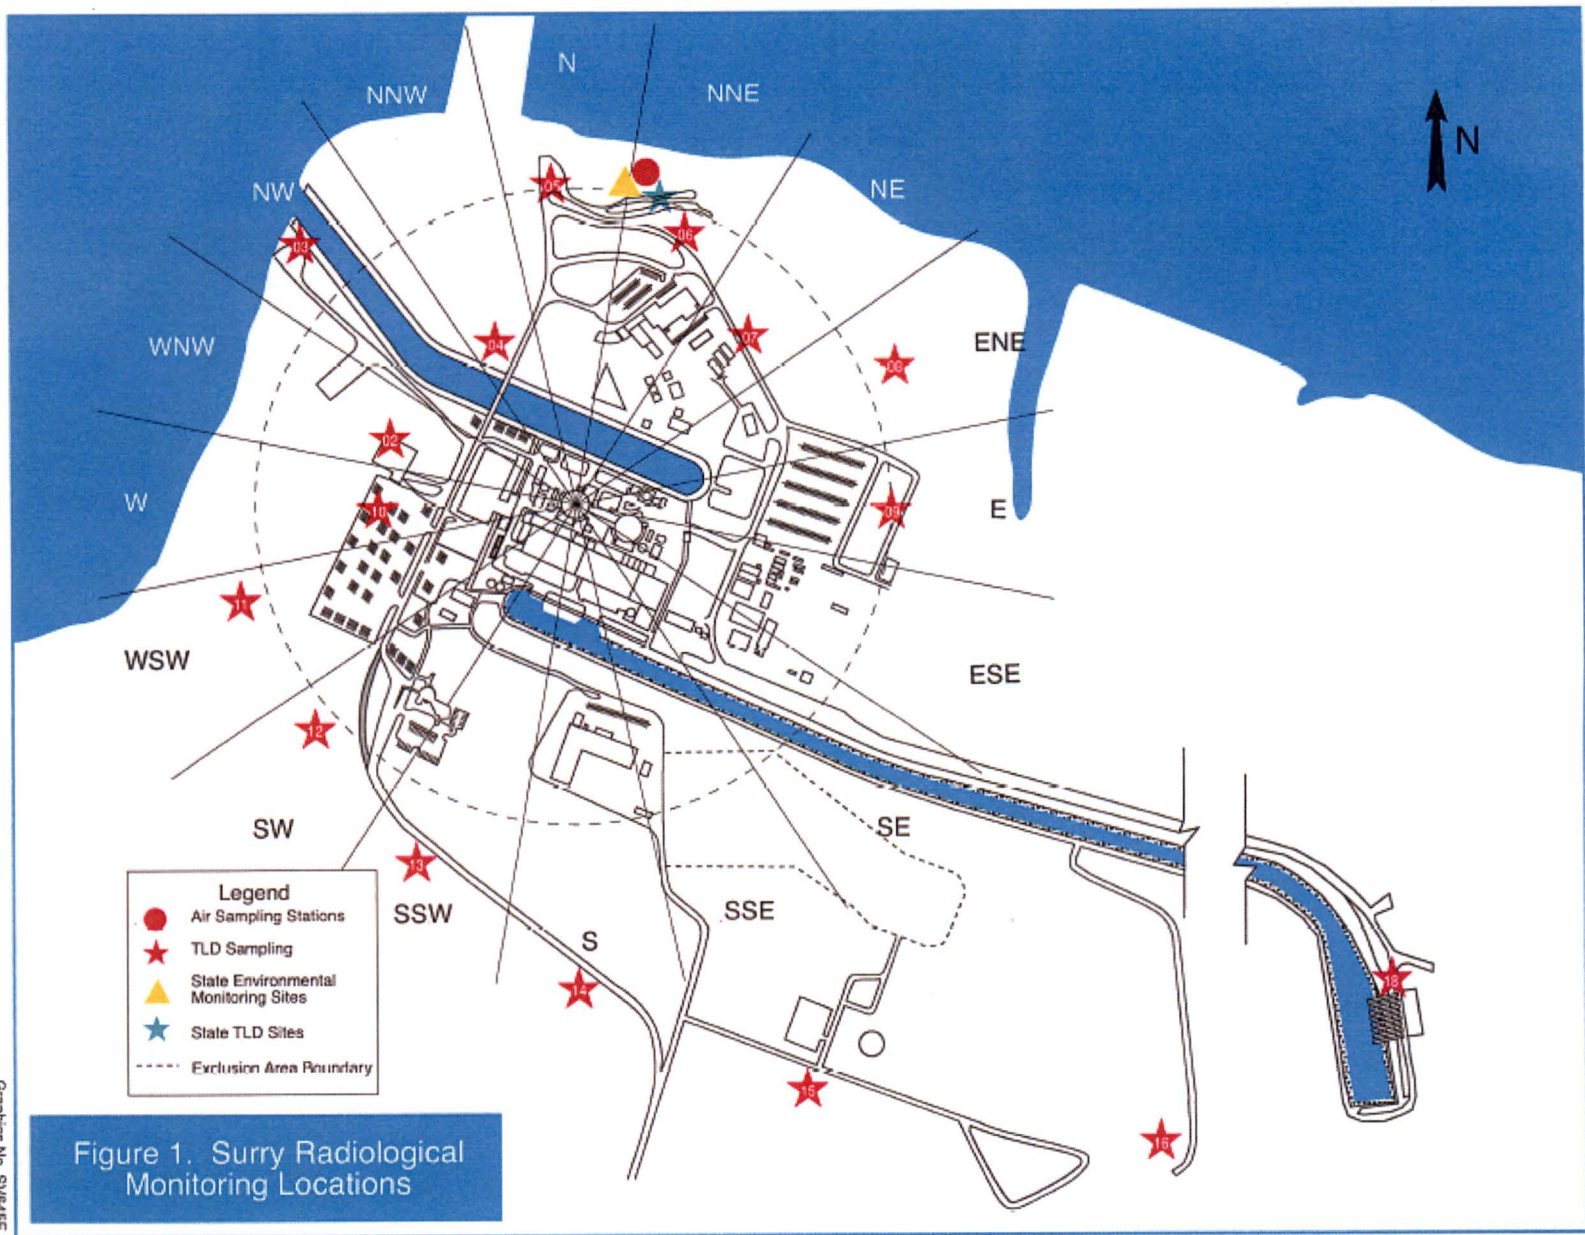 N
NNW
NNE
N
NW
NE
05
03
06
07
04
WNW
ENE
08
02
W
10
09
E
11
WSW
ESE
12
SW
SE
13
SSW
SSE
S
14
18
15
16
Legend
Air Sampling Stations
TLD Sampling
State Environmental
Monitoring Sites
State TLD Sites
Exclusion Area Boundary
Figure 1. Surry Radiological
Monitoring Locations
Graphics No.